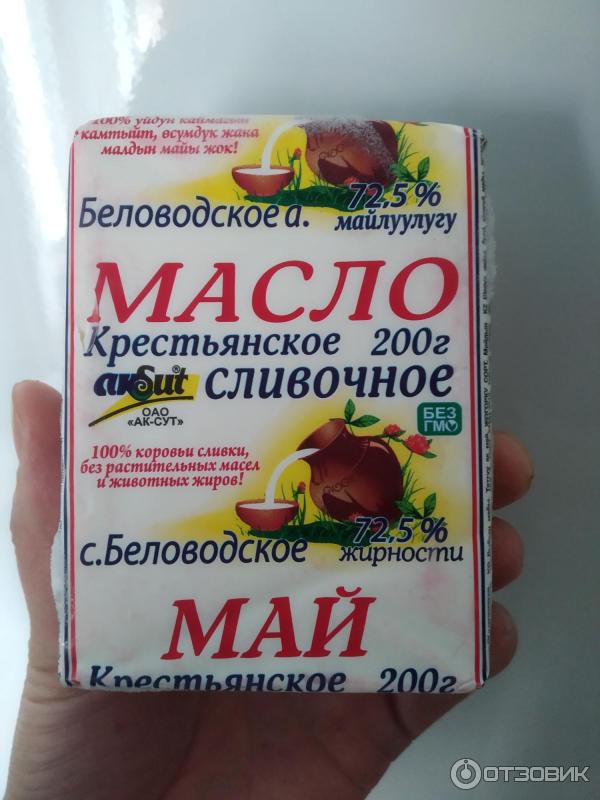 100% уйдун каймагын
камтыйт, өсүмдүк жана
малдын майы жок!
Беловодское а.
72,5 %
майлуулугу
МАСЛО
Крестьянское 200г
акSut® сливочное
ОАО
«АК-СУТ»
БЕЗ
ГМО
100% коровьи сливки,
без растительных масел
и животных жиров!
с.Беловодское
72,5 %
жирности
МАЙ
Крестьянское 200г
ОТЗОВИК